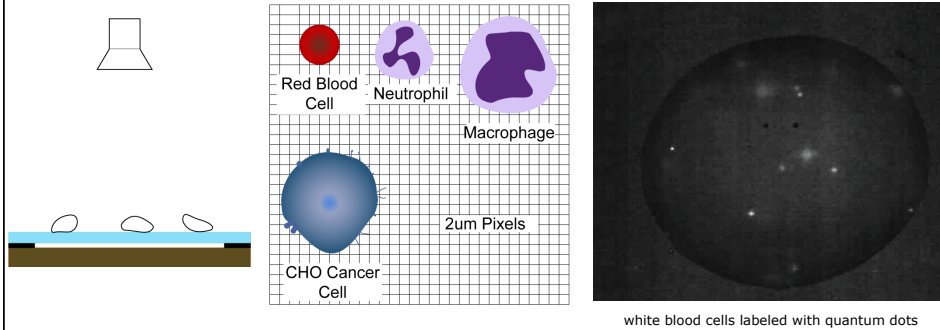 Red Blood
Cell
Neutrophil
Macrophage
2um Pixels
CHO Cancer
Cell
white blood cells labeled with quantum dots